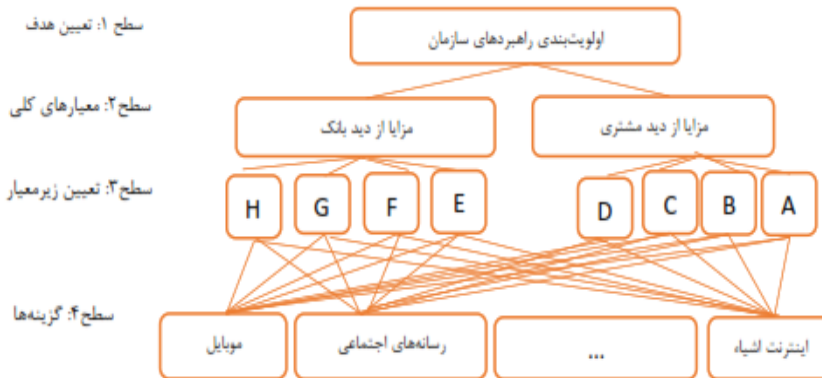 سطح ۱: تعیین هدف
اولویت‌بندی راهبردهای سازمان
سطح۲: معیارهای کلی
مزایا از دید مشتری
مزایا از دید بانک
سطح۳: تعیین زیرمعیار
A
B
C
D
E
F
G
H
سطح۴: گزینه‌ها
اینترنت اشیاء
...
رسانه‌های اجتماعی
موبایل